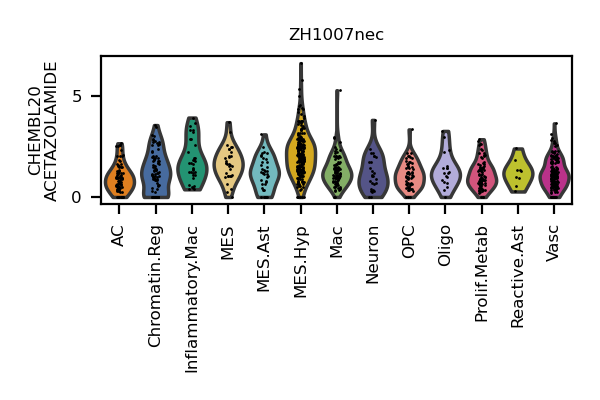 ZH1007nec
CHEMBL20
ACETAZOLAMIDE
5
0
AC
Chromatin.Reg
Inflammatory.Mac
MES
MES.Ast
MES.Hyp
Mac
Neuron
OPC
Oligo
Prolif.Metab
Reactive.Ast
Vasc